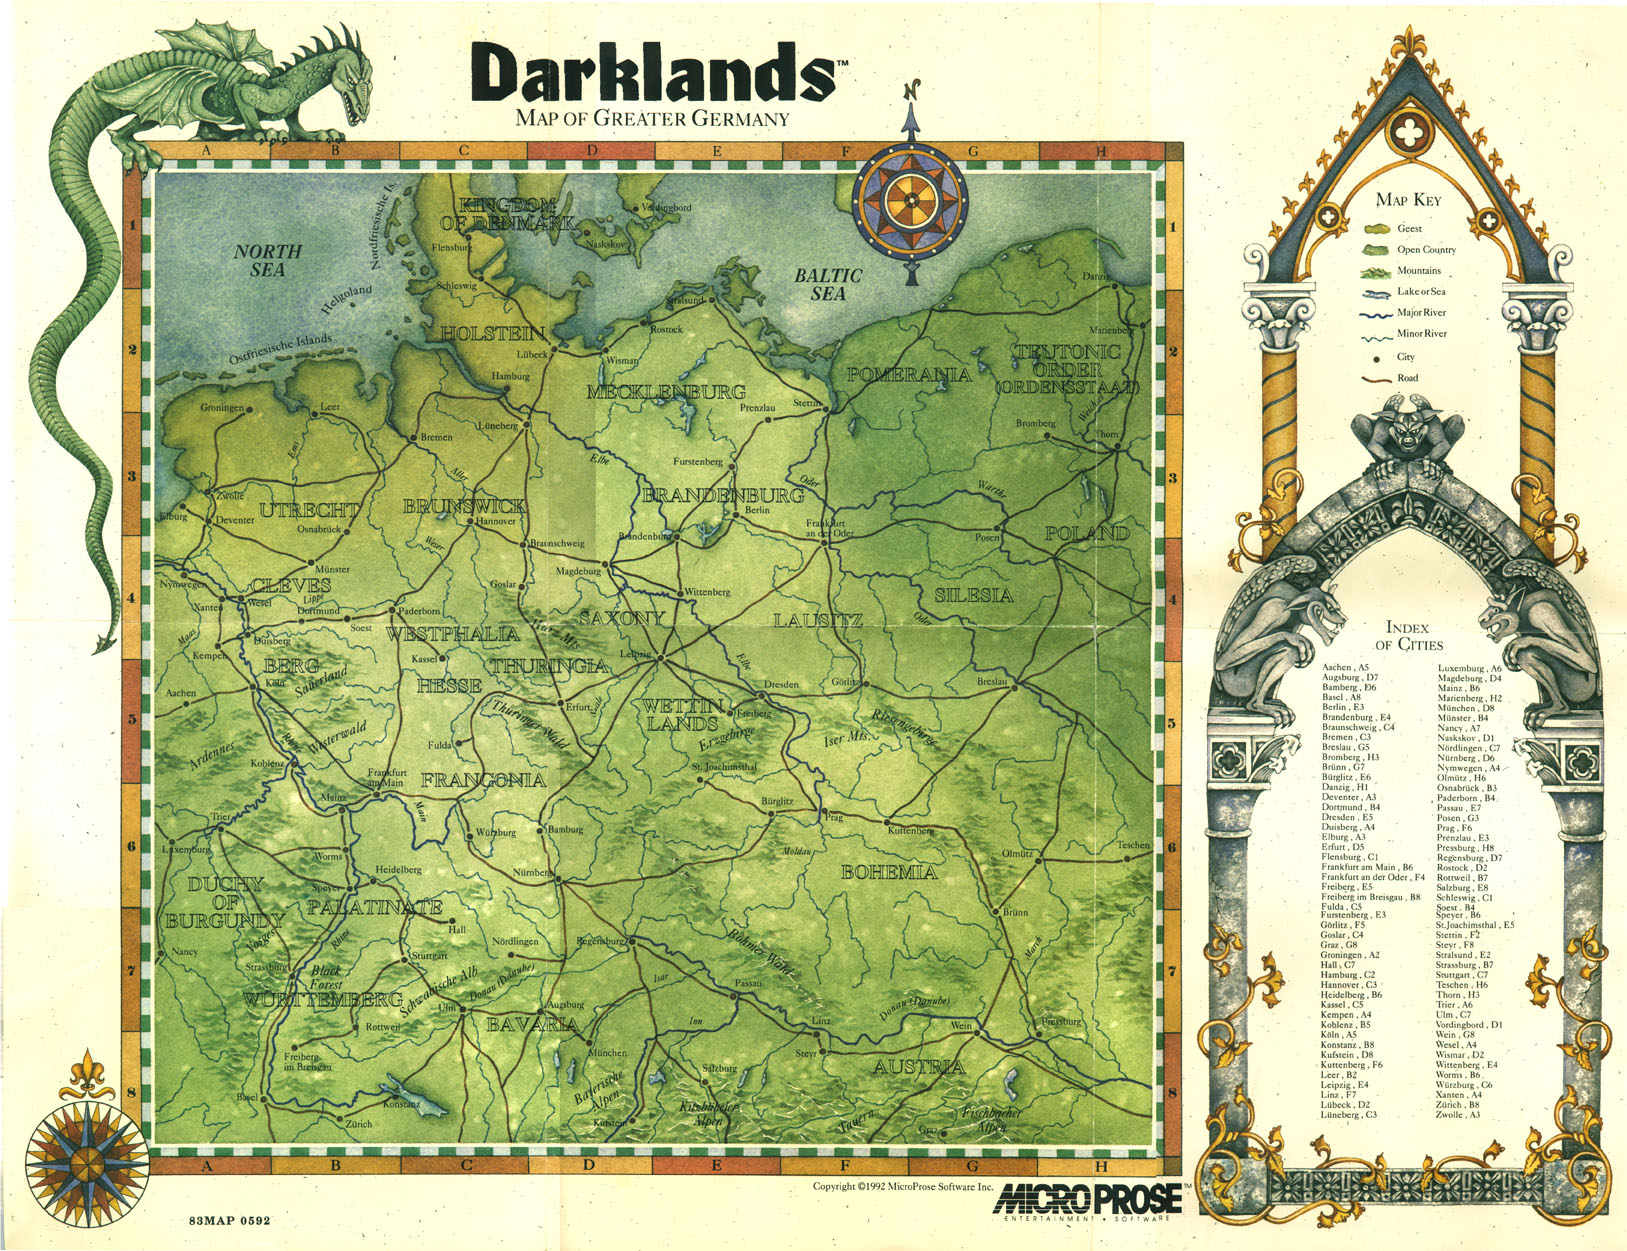 Darklands™
MAP OF GREATER GERMANY
N
A B C D E F G H
1
2
3
4
5
6
7
8
1
2
3
4
5
6
7
8
NORTH
SEA
Nordfriesische Is.
Helgoland
Ostfriesische Islands
KINGDOM
OF DENMARK
Vordingbord
Naskskov
Flensburg
Schleswig
BALTIC
SEA
Danzig
Stralsund
Rostock
Marienberg
HOLSTEIN
Lübeck
Wismar
Hamburg
MECKLENBURG
POMERANIA
TEUTONIC
ORDER
(ORDENSSTAAT)
Groningen
Leer
Bremen
Lüneberg
Prenzlau
Stettin
Bromberg
Thorn
Weichsel
Ems
Aller
Elbe
Furstenberg
Oder
Warthe
Zwolle
Elburg
Deventer
UTRECHT
Osnabrück
BRUNSWICK
Hannover
Weser
Braunschweig
BRANDENBURG
Berlin
Brandenburg
Frankfurt
an der Oder
Posen
POLAND
Nymwegen
CLEVES
Münster
Xanten
Wesel
Lippe
Dortmund
Soest
Paderborn
Goslar
Magdeburg
Wittenberg
SILESIA
Oder
Maas
Duisberg
Kempen
WESTPHALIA
Harz Mts.
SAXONY
LAUSITZ
BERG
Sauerland
Kassel
HESSE
THURINGIA
Leipzig
Elbe
Aachen
Köln
Erfurt
Saale
WETTIN
LANDS
Dresden
Freiberg
Görlitz
Breslau
Ardennes
Rhine
Westerwald
Fulda
Thuringer Wald
Erzgebirge
Iser Mts.
Riesengebirge
Koblenz
Frankfurt
am Main
FRANCONIA
St. Joachimsthal
Mainz
Main
Bürglitz
Prag
Kuttenberg
Trier
Luxemburg
Worms
Würzburg
Bamburg
Moldau
BOHEMIA
Olmütz
Teschen
DUCHY
OF
BURGUNDY
Heidelberg
Speyer
Nürnberg
PALATINATE
Hall
Brünn
Nancy
Vosges
Rhine
Strassburg
Black
Forest
Stuttgart
Nördlingen
Regensburg
Böhmer Wald
March
WÜRTTEMBERG
Schwabische Alb
Donau (Danube)
Isar
Passau
Rottweil
Ulm
BAVARIA
Augsburg
Inn
Linz
Donau (Danube)
Wein
Pressburg
Freiberg
im Breisgau
München
Steyr
AUSTRIA
Basel
Konstanz
Zürich
Bayerische
Alpen
Salzburg
Kufstein
Kitzbüheler
Alpen
Tauern
Graz
Fischbacher
Alpen
A B C D E F G H
Copyright ©1992 MicroProse Software Inc.
MICROPROSE™
ENTERTAINMENT • SOFTWARE
83MAP 0592
MAP KEY
Geest
Open Country
Mountains
Lake or Sea
Major River
Minor River
City
Road
INDEX
OF CITIES
Aachen , A5
Augsburg , D7
Bamberg , D6
Basel , A8
Berlin , E3
Brandenburg , E4
Braunschweig , C4
Bremen , C3
Breslau , G5
Bromberg , H3
Brünn , G7
Bürglitz , E6
Danzig , H1
Deventer , A3
Dortmund , B4
Dresden , E5
Duisberg , A4
Elburg , A3
Erfurt , D5
Flensburg , C1
Frankfurt am Main , B6
Frankfurt an der Oder , F4
Freiberg , E5
Freiberg im Breisgau , B8
Fulda , C5
Furstenberg , E3
Görlitz , F5
Goslar , C4
Graz , G8
Groningen , A2
Hall , C7
Hamburg , C2
Hannover , C3
Heidelberg , B6
Kassel , C5
Kempen , A4
Koblenz , B5
Köln , A5
Konstanz , B8
Kufstein , D8
Kuttenberg , F6
Leer , B2
Leipzig , E4
Linz , F7
Lübeck , D2
Lüneberg , C3
Luxemburg , A6
Magdeburg , D4
Mainz , B6
Marienberg , H2
München , D8
Münster , B4
Nancy , A7
Naskskov , D1
Nördlingen , C7
Nürnberg , D6
Nymwegen , A4
Olmütz , H6
Osnabrück , B3
Paderborn , B4
Passau , E7
Posen , G3
Prag , F6
Prenzlau , E3
Pressburg , H8
Regensburg , D7
Rostock , D2
Rottweil , B7
Salzburg , E8
Schleswig , C1
Soest , B4
Speyer , B6
St.Joachimsthal , E5
Stettin , F2
Steyr , F8
Stralsund , E2
Strassburg , B7
Stuttgart , C7
Teschen , H6
Thorn , H3
Trier , A6
Ulm , C7
Vordingbord , D1
Wein , G8
Wesel , A4
Wismar , D2
Wittenberg , E4
Worms , B6
Würzburg , C6
Xanten , A4
Zürich , B8
Zwolle , A3